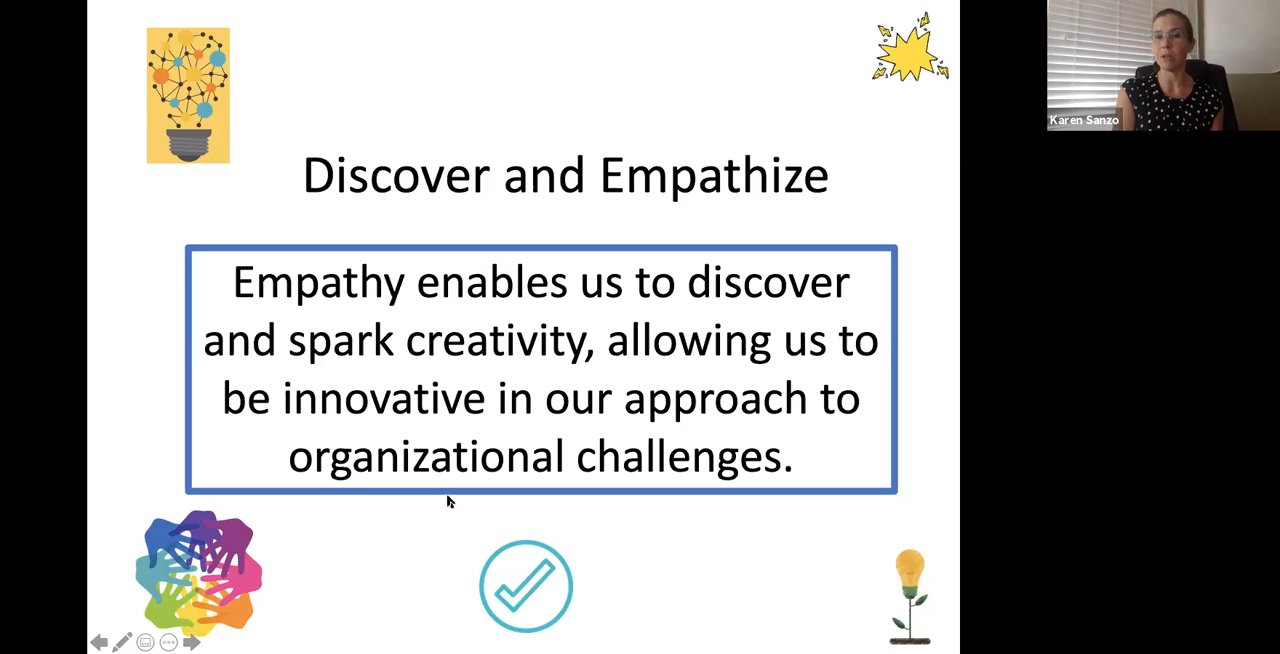 Karen Sanzo
Discover and Empathize
Empathy enables us to discover
and spark creativity, allowing us to
be innovative in our approach to
organizational challenges.